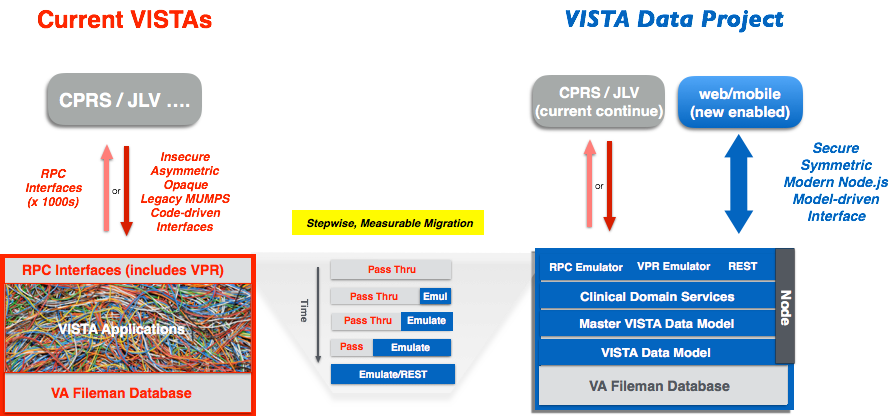 Current VISTAs
VISTA Data Project
CPRS / JLV ....
CPRS / JLV
(current continue)
web/mobile
(new enabled)
RPC
Interfaces
(x 1000s)
or
Insecure
Asymmetric
Opaque
Legacy MUMPS
Code-driven
Interfaces
or
Secure
Symmetric
Modern Node.js
Model-driven
Interface
Stepwise, Measurable Migration
RPC Interfaces (includes VPR)
VISTA Applications
VA Fileman Database
Time
Pass Thru
Pass Thru Emul
Pass Thru Emulate
Pass Emulate
Emulate/REST
RPC Emulator VPR Emulator REST
Clinical Domain Services
Master VISTA Data Model
VISTA Data Model
VA Fileman Database
Node